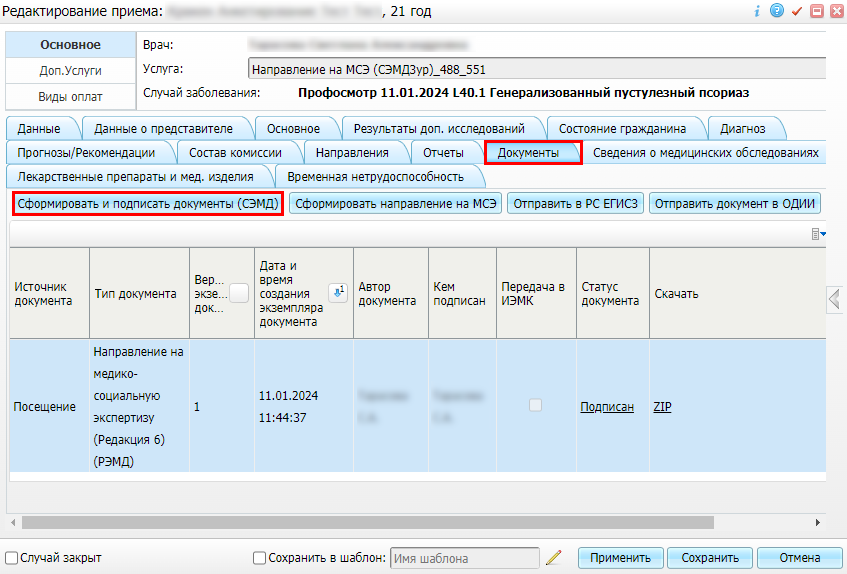 Редактирование приема: , 21 год
Основное
Доп.Услуги
Виды оплат
Врач:
Услуга: Направление на МСЭ (СЭМД3ур)_488_551
Случай заболевания: Профосмотр 11.01.2024 L40.1 Генерализованный пустулезный псориаз
Данные Данные о представителе Основное Результаты доп. исследований Состояние гражданина Диагноз
Прогнозы/Рекомендации Состав комиссии Направления Отчеты Документы Сведения о медицинских обследованиях
Лекарственные препараты и мед. изделия Временная нетрудоспособность
Сформировать и подписать документы (СЭМД) Сформировать направление на МСЭ Отправить в РС ЕГИСЗ Отправить документ в ОДИИ
Источник
документа
Тип документа
Вер...
экзе...
док...
Дата и
время
создания
экземпляра
документа
1
Автор
документа
Кем
подписан
Передача в
ИЭМК
Статус
документа
Скачать
Посещение
Направление на
медико-
социальную
экспертизу
(Редакция 6)
(РЭМД)
1
11.01.2024
11:44:37
Подписан
ZIP
Случай закрыт Сохранить в шаблон: Имя шаблона Применить Сохранить Отмена